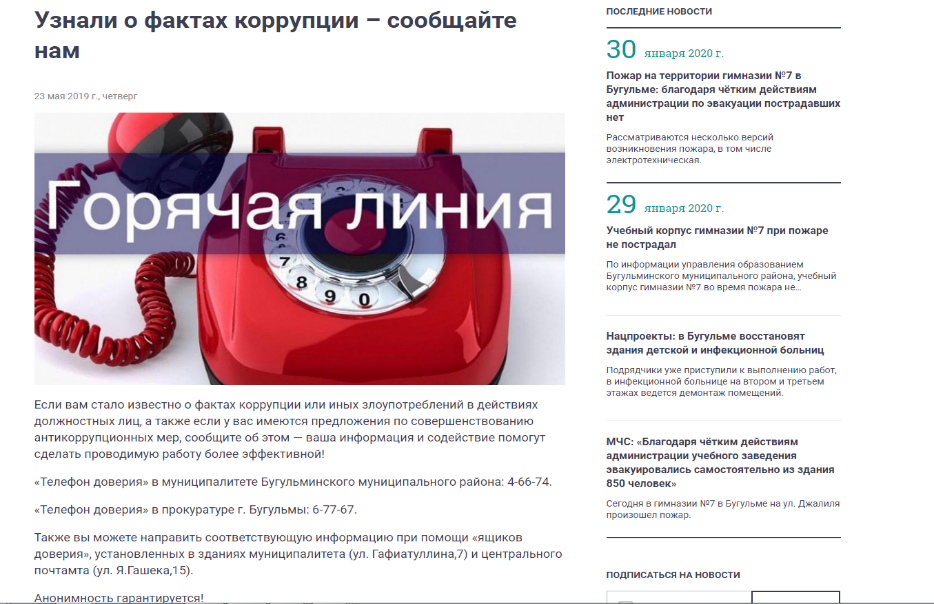 Узнали о фактах коррупции – сообщайте
нам
23 мая 2019 г., четверг
Горячая линия
2
6
7
8
9
0
Если вам стало известно о фактах коррупции или иных злоупотреблений в действиях
должностных лиц, а также если у вас имеются предложения по совершенствованию
антикоррупционных мер, сообщите об этом — ваша информация и содействие помогут
сделать проводимую работу более эффективной!
«Телефон доверия» в муниципалитете Бугульминского муниципального района: 4-66-74.
«Телефон доверия» в прокуратуре г. Бугульмы: 6-77-67.
Также вы можете направить соответствующую информацию при помощи «ящиков
доверия», установленных в зданиях муниципалитета (ул. Гафиатуллина,7) и центрального
почтамта (ул. Я.Гашека,15).
Анонимность гарантируется!
ПОСЛЕДНИЕ НОВОСТИ
30 января 2020 г.
Пожар на территории гимназии №7 в
Бугульме: благодаря чётким действиям
администрации по эвакуации пострадавших
нет
Рассматриваются несколько версий
возникновения пожара, в том числе
электротехническая.
29 января 2020 г.
Учебный корпус гимназии №7 при пожаре
не пострадал
По информации управления образованием
Бугульминского муниципального района, учебный
корпус гимназии №7 во время пожара не...
Нацпроекты: в Бугульме восстановят
здания детской и инфекционной больниц
Подрядчики уже приступили к выполнению работ,
в инфекционной больнице на втором и третьем
этажах ведется демонтаж помещений.
МЧС: «Благодаря чётким действиям
администрации учебного заведения
эвакуировались самостоятельно из здания
850 человек»
Сегодня в гимназии №7 в Бугульме на ул. Джалиля
произошел пожар.
ПОДПИСАТЬСЯ НА НОВОСТИ